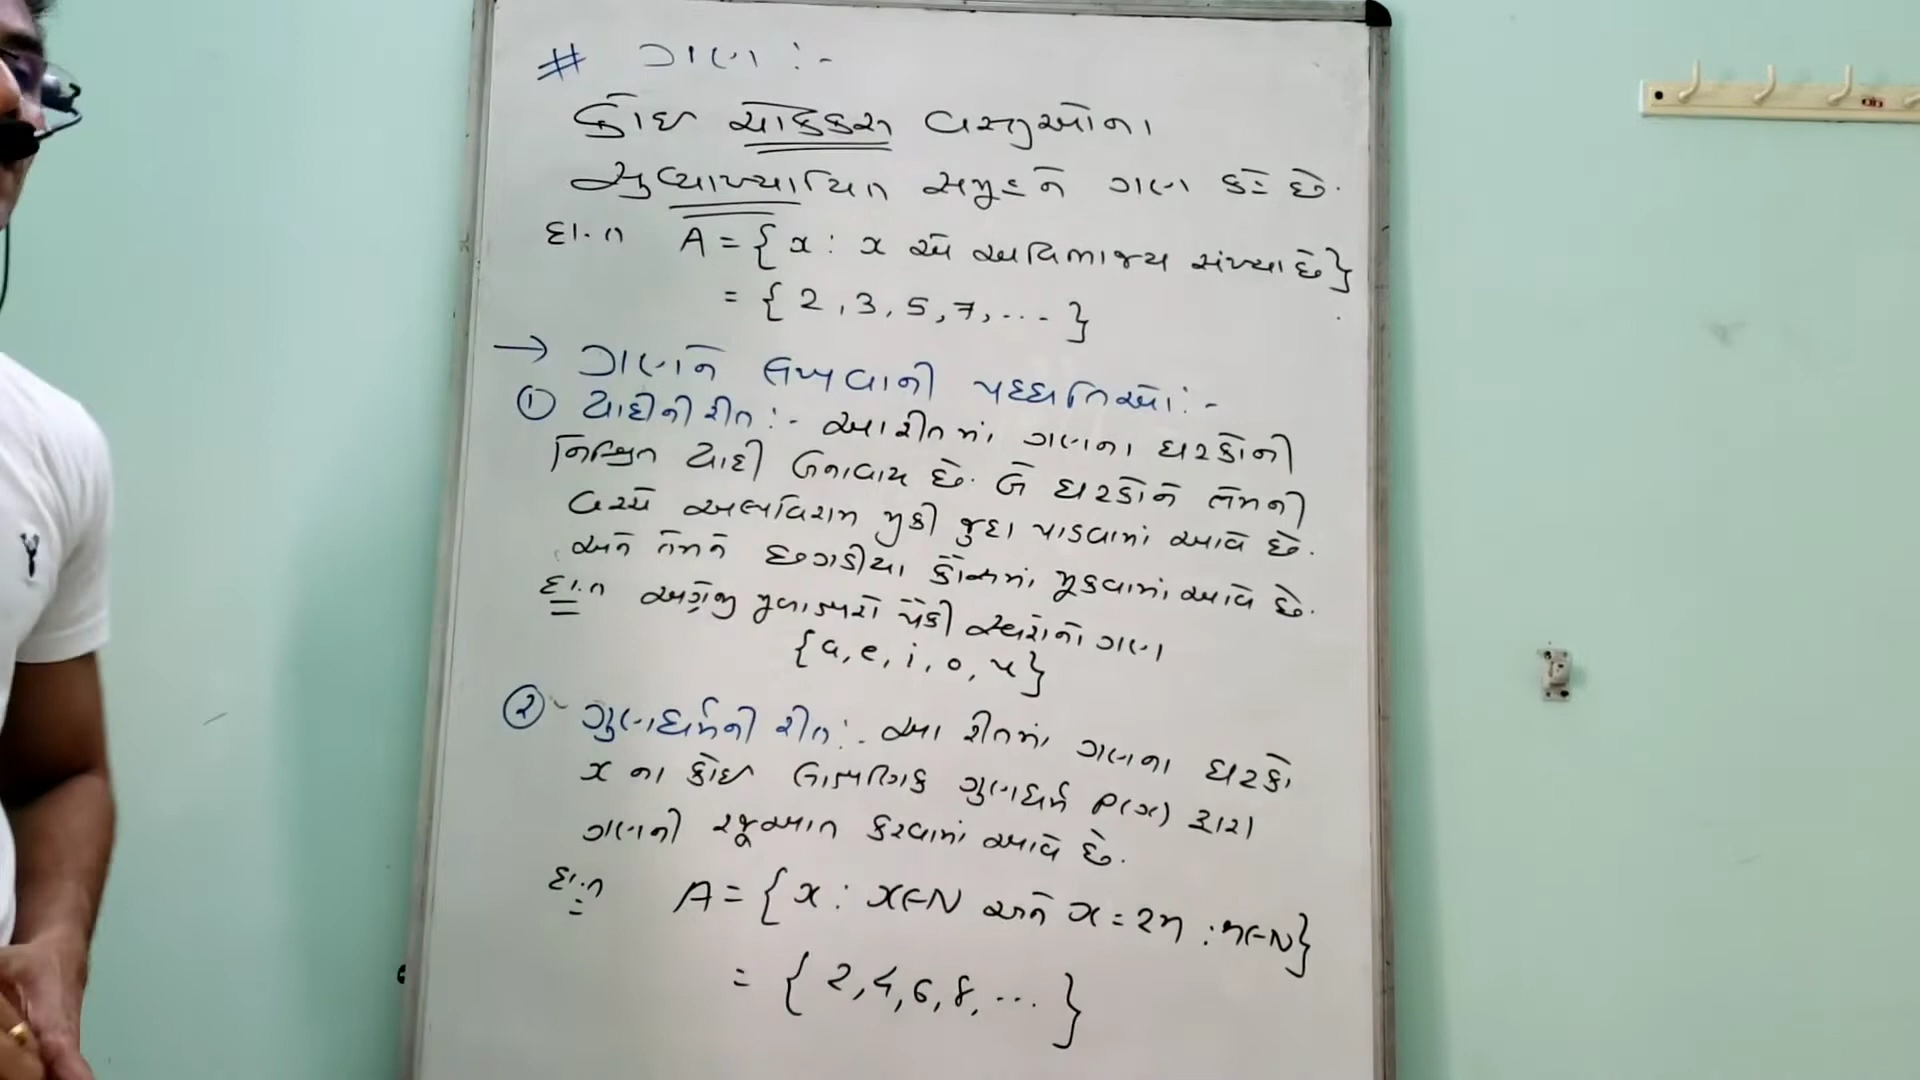 # ગણ :-
કોઇ ચોક્કસ વસ્તુઓના
સુવ્યાખ્યાયિત સમુહને ગણ કહે છે.
દા.ત A = { x : x એ અવિભાજ્ય સંખ્યા છે }
= { 2, 3, 5, 7, ... }
→ ગણને લખવાની પધ્ધતિઓ :-
① યાદીની રીત :- આ રીતમાં ગણના ઘટકોની
નિશ્ચિત યાદી બનાવાય છે. બે ઘટકોને તેમની
વચ્ચે અલ્પવિરામ મુકી જુદા પાડવામાં આવે છે.
અને તેમને છગડીયા કૌંસમાં મૂકવામાં આવે છે.
દા.ત અંગ્રેજી મુળાક્ષરો પૈકી સ્વરોનો ગણ
{a, e, i, o, u}
② ગુણધર્મની રીત :- આ રીતમાં ગણના ઘટકો
x ના કોઇ લાક્ષણિક ગુણધર્મ P(x) દ્વારા
ગણની રજૂઆત કરવામાં આવે છે.
દા.ત A = { x : x∈N અને x = 2n ; n∈N}
= { 2, 4, 6, 8, ... }